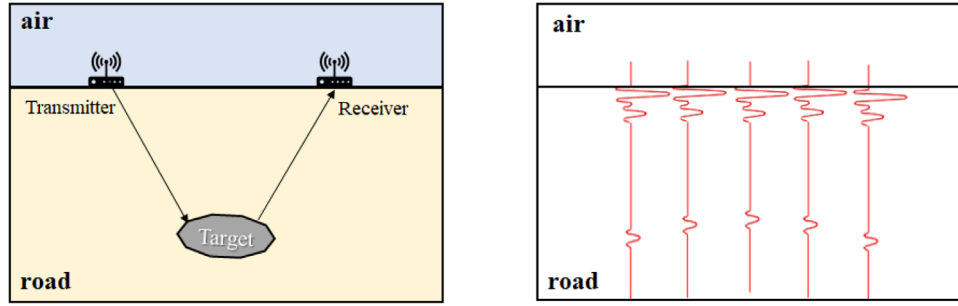 air
Transmitter
Receiver
Target
road
air
road